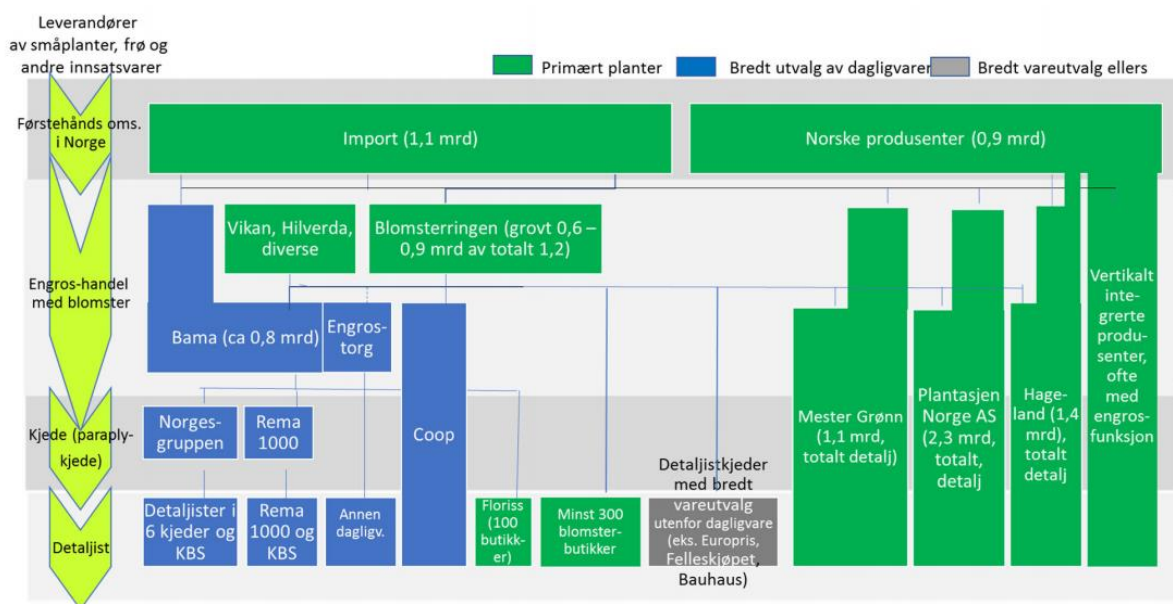 Leverandører
av småplanter, frø og
andre innsatsvarer
Primært planter
Bredt utvalg av dagligvarer
Bredt vareutvalg ellers
Førstehånds oms.
i Norge
Import (1,1 mrd)
Norske produsenter (0,9 mrd)
Engros-handel
med blomster
Vikan, Hilverda,
diverse
Blomsterringen (grovt 0,6 –
0,9 mrd av totalt 1,2)
Bama (ca 0,8 mrd)
Engros-
torg
Vertikalt
inte-
grerte
produ-
senter,
ofte
med
engros-
funksjon
Kjede (paraply-
kjede)
Norges-
gruppen
Rema
1000
Coop
Mester Grønn
(1,1 mrd,
totalt detalj)
Plantasjen
Norge AS
(2,3 mrd,
totalt,
detalj
Hage-
land (1,4
mrd),
totalt
detalj
Detaljist
Detaljister i
6 kjeder og
KBS
Rema
1000 og
KBS
Annen
dagligv.
Floriss
(100
butikk-
er)
Minst 300
blomster-
butikker
Detaljistkjeder
med bredt
vareutvalg
utenfor dagligvare
(eks. Europris,
Felleskjøpet,
Bauhaus)